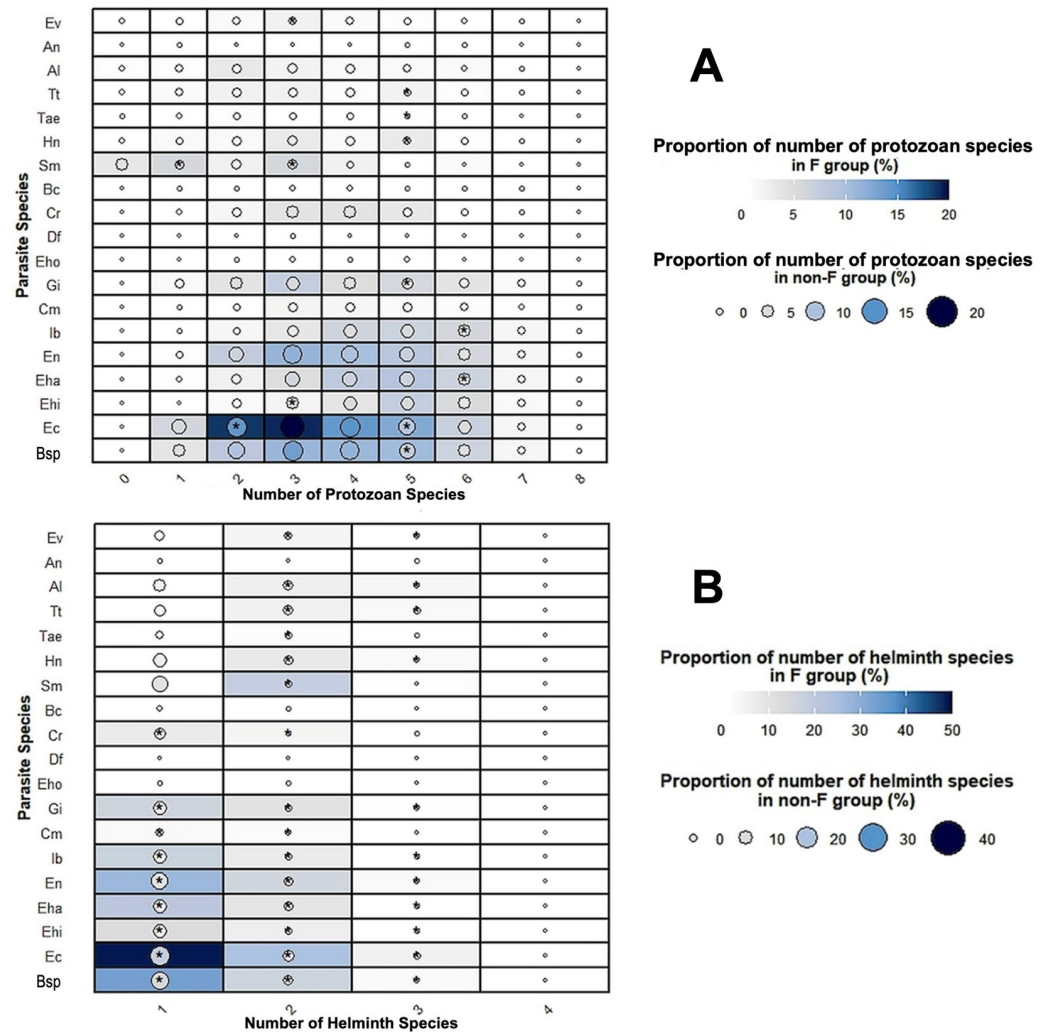 A
Parasite Species
Ev
An
Al
Tt
Tae
Hn
Sm
Bc
Cr
Df
Eho
Gi
Cm
Ib
En
Eha
Ehi
Ec
Bsp
0 1 2 3 4 5 6 7 8
Number of Protozoan Species
Proportion of number of protozoan species
in F group (%)
0 5 10 15 20
Proportion of number of protozoan species
in non-F group (%)
0 5 10 15 20
B
Parasite Species
Ev
An
Al
Tt
Tae
Hn
Sm
Bc
Cr
Df
Eho
Gi
Cm
Ib
En
Eha
Ehi
Ec
Bsp
1 2 3 4
Number of Helminth Species
Proportion of number of helminth species
in F group (%)
0 10 20 30 40 50
Proportion of number of helminth species
in non-F group (%)
0 10 20 30 40